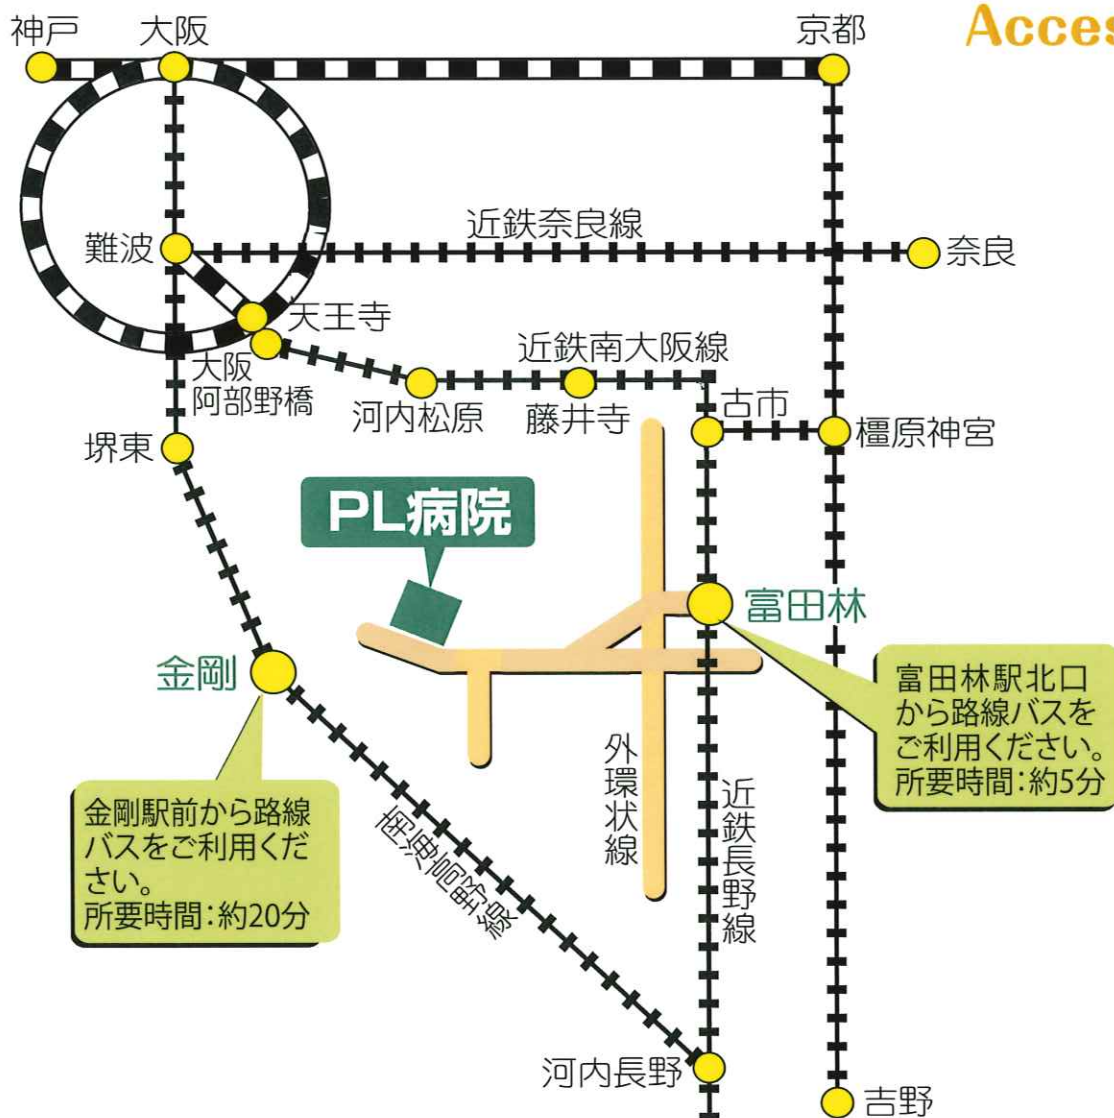 Acces
神戸
大阪
京都
難波
近鉄奈良線
奈良
天王寺
大阪
阿部野橋
近鉄南大阪線
河内松原
藤井寺
古市
橿原神宮
堺東
PL病院
富田林
金剛
富田林駅北口
から路線バスを
ご利用ください。
所要時間：約5分
外環状線
近鉄長野線
南海高野線
金剛駅前から路線
バスをご利用くだ
さい。
所要時間：約20分
河内長野
吉野